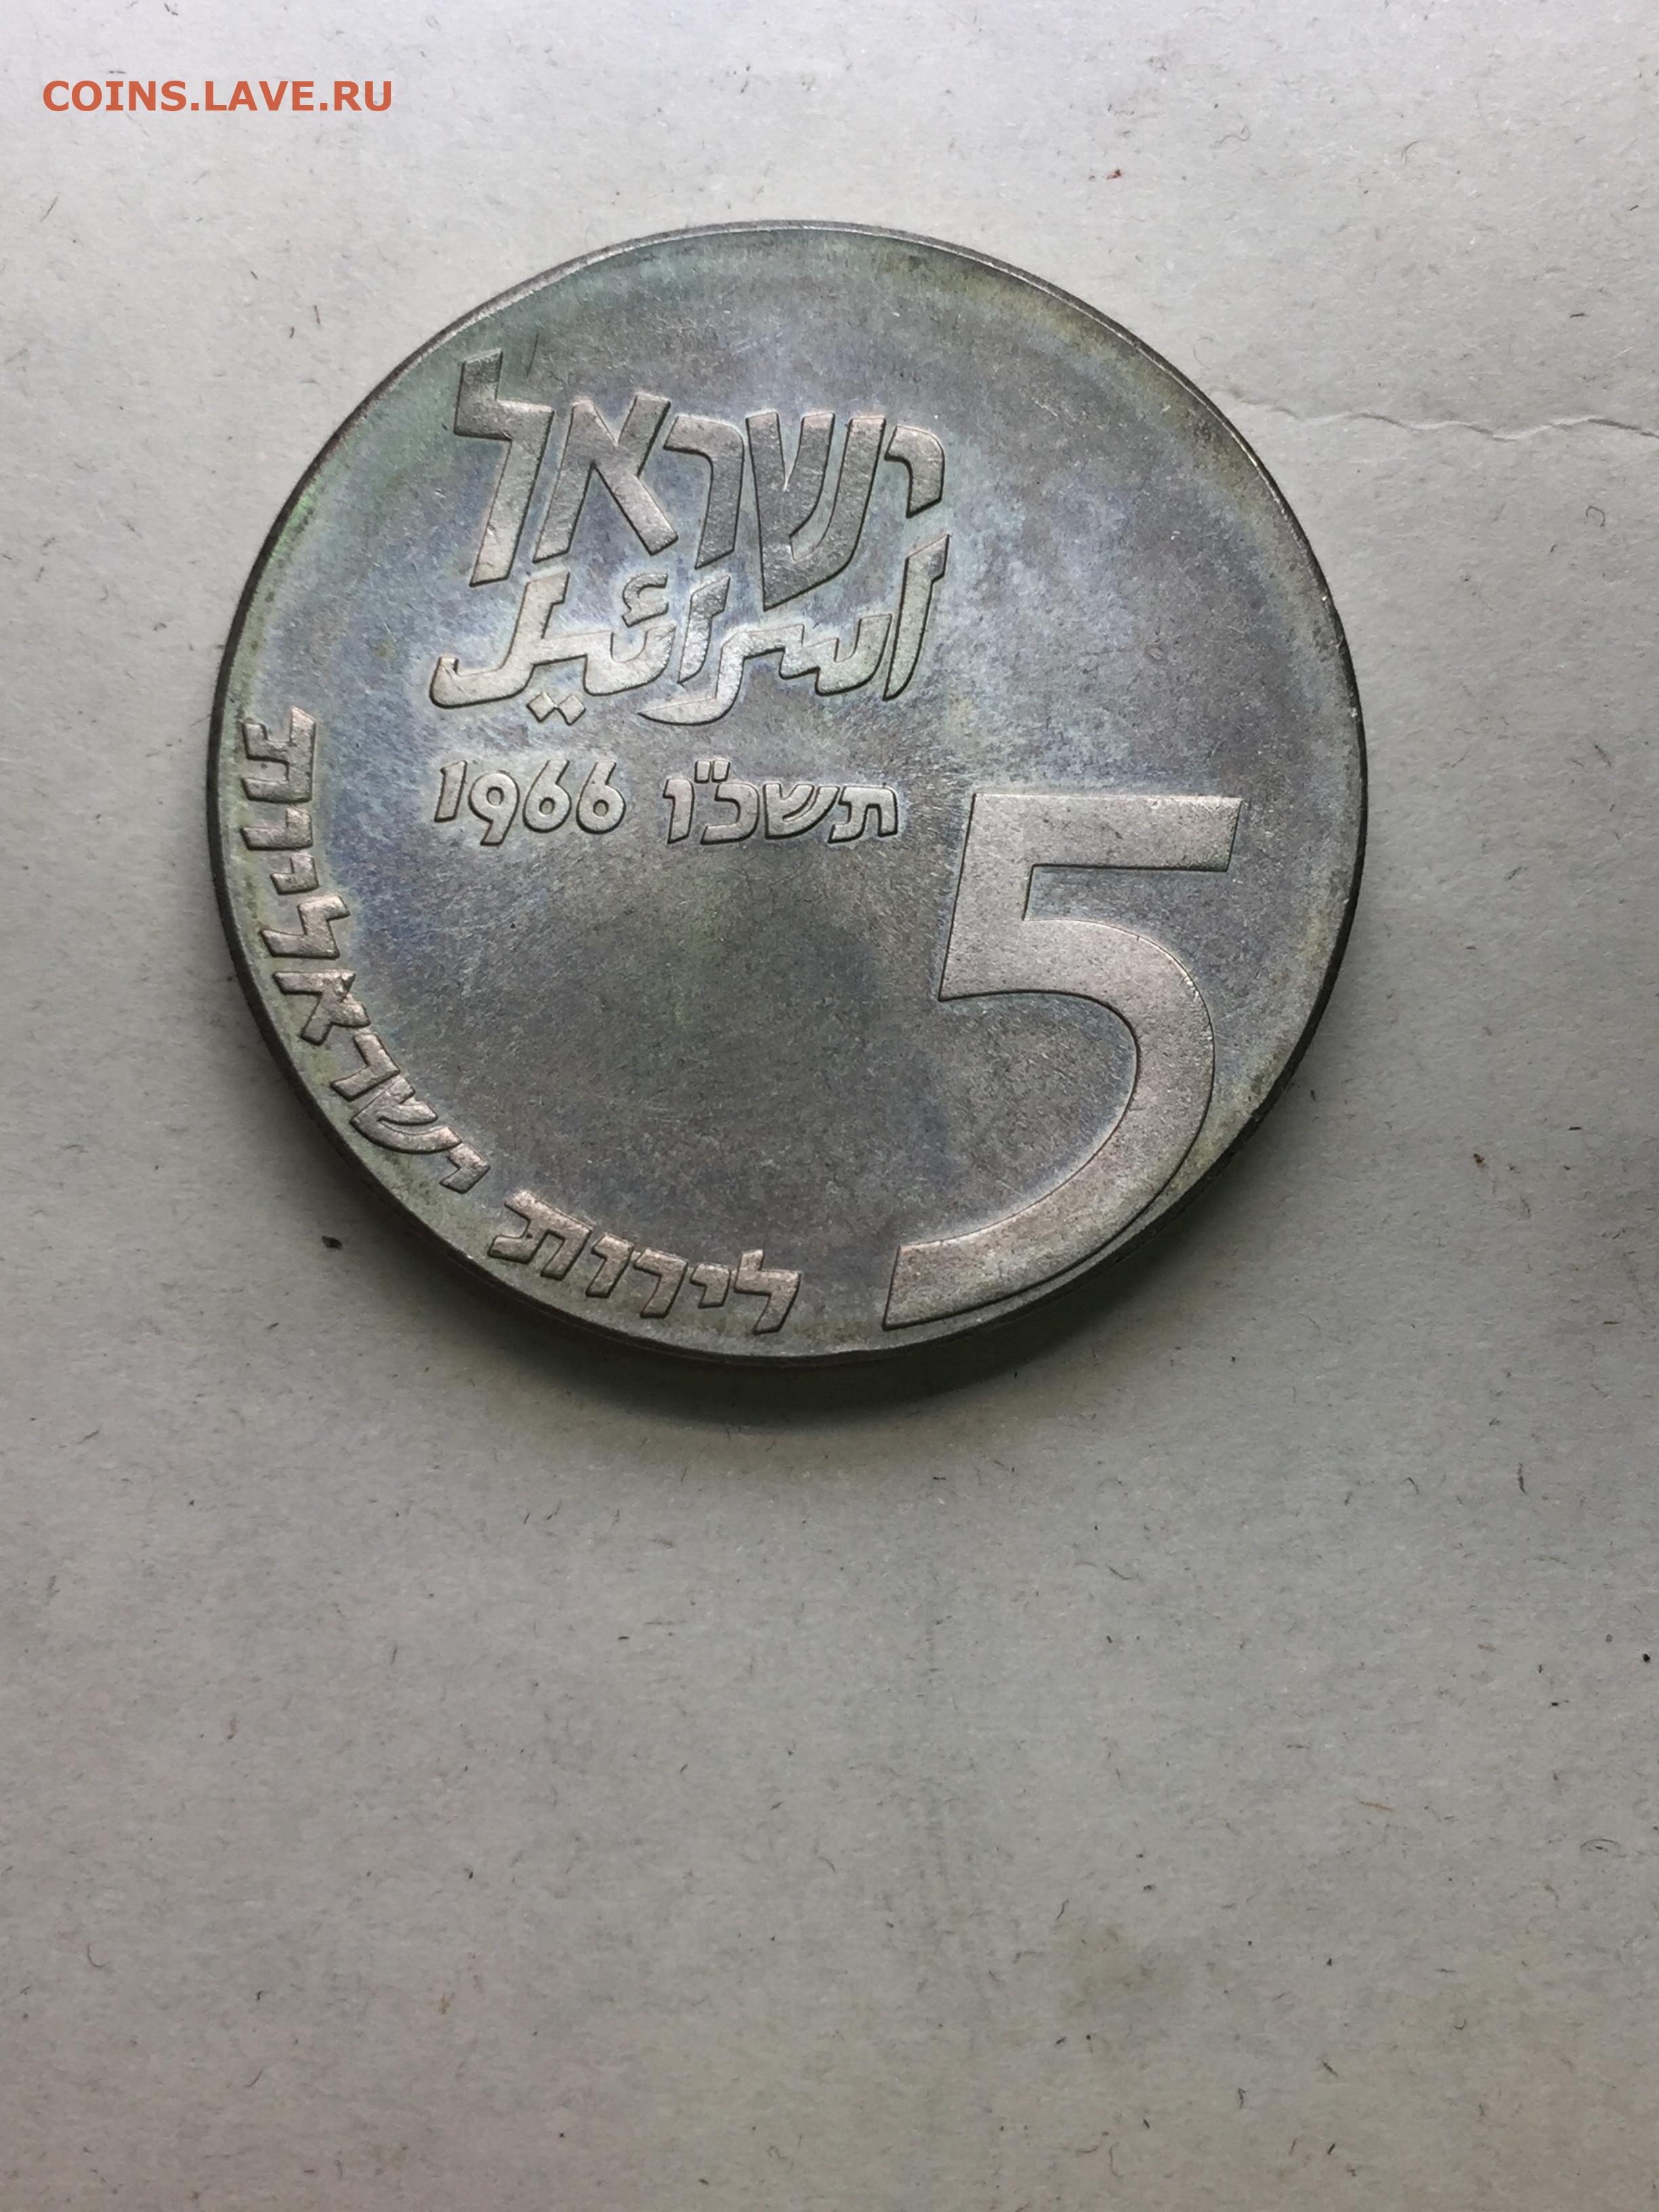 COINS.LAVE.RU
ישראל
اسرائيل
תשכ"ו 1966
5
לירות ישראליות